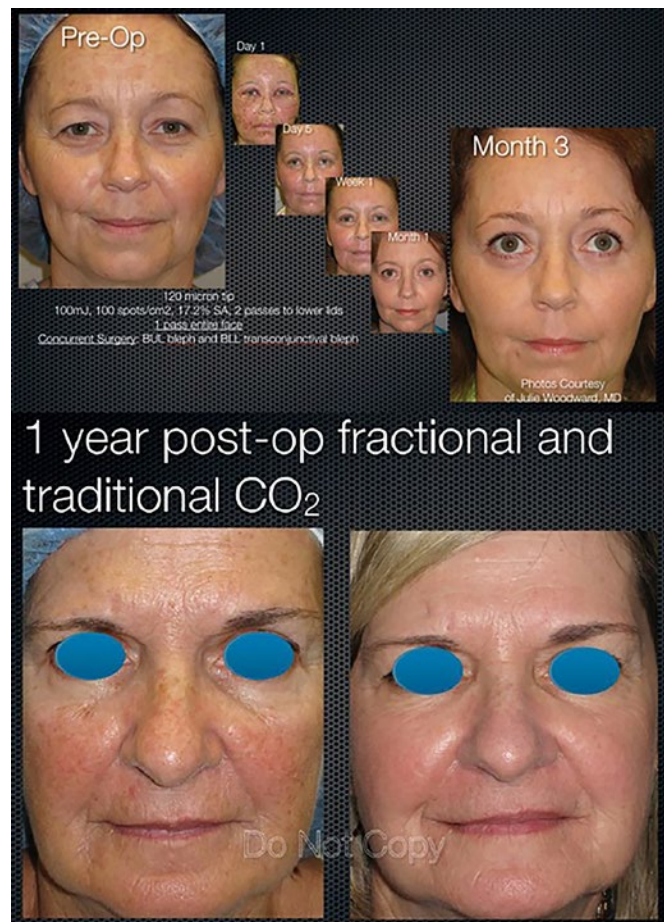 Pre-Op
Day 1
Day 5
Week 1
Month 1
Month 3
120 micron tip
100mJ, 100 spots/cm2, 17.2% SA, 2 passes to lower lids
1 pass entire face
Concurrent Surgery: BUL bleph and BLL transconjunctival bleph
Photos Courtesy
of Julie Woodward, MD
1 year post-op fractional and
traditional CO₂
Do Not Copy